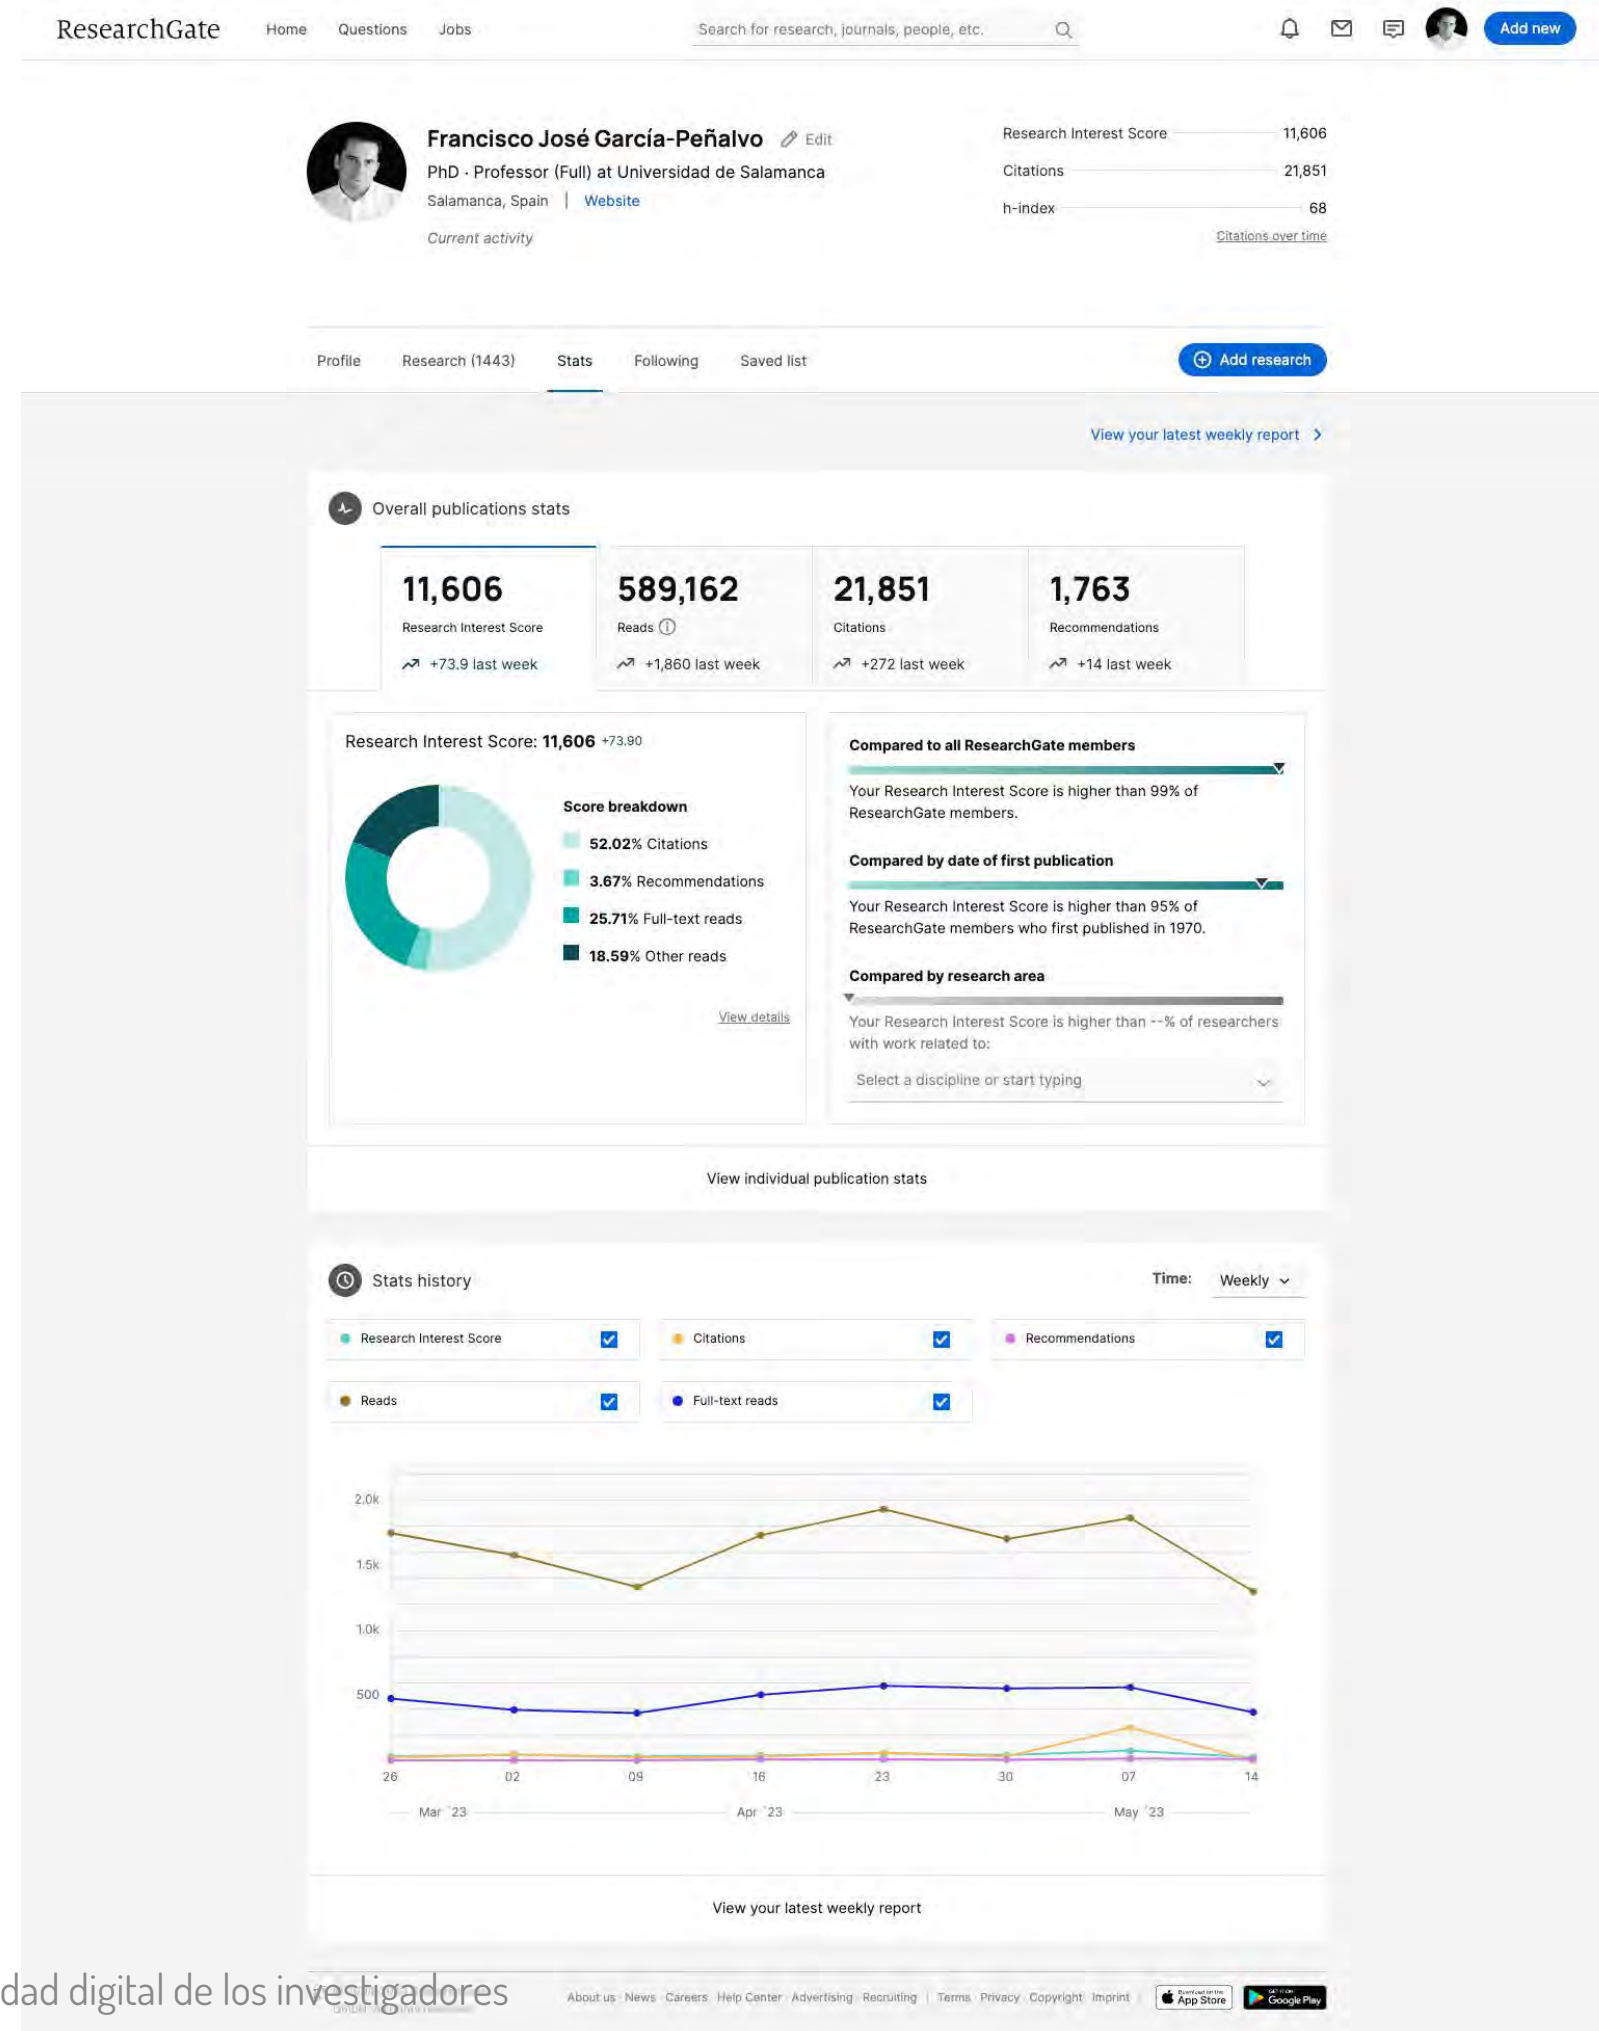 ResearchGate Home Questions Jobs Search for research, journals, people, etc. Add new
Francisco José García-Peñalvo Edit
PhD · Professor (Full) at Universidad de Salamanca
Salamanca, Spain | Website
Current activity
Research Interest Score 11,606
Citations 21,851
h-index 68
Citations over time
Profile Research (1443) Stats Following Saved list Add research
View your latest weekly report
Overall publications stats
11,606 589,162 21,851 1,763
Research Interest Score Reads Citations Recommendations
+73.9 last week +1,860 last week +272 last week +14 last week
Research Interest Score: 11,606 +73.90
Score breakdown
52.02% Citations
3.67% Recommendations
25.71% Full-text reads
18.59% Other reads
View details
Compared to all ResearchGate members
Your Research Interest Score is higher than 99% of
ResearchGate members.
Compared by date of first publication
Your Research Interest Score is higher than 95% of
ResearchGate members who first published in 1970.
Compared by research area
Your Research Interest Score is higher than --% of researchers
with work related to:
Select a discipline or start typing
View individual publication stats
Stats history Time: Weekly
Research Interest Score Citations Recommendations
Reads Full-text reads
2.0k
1.5k
1.0k
500
26 02 09 16 23 30 07 14
Mar `23 Apr `23 May `23
View your latest weekly report
dad digital de los investigadores
About us News Careers Help Center Advertising Recruiting | Terms Privacy Copyright Imprint App Store Google Play